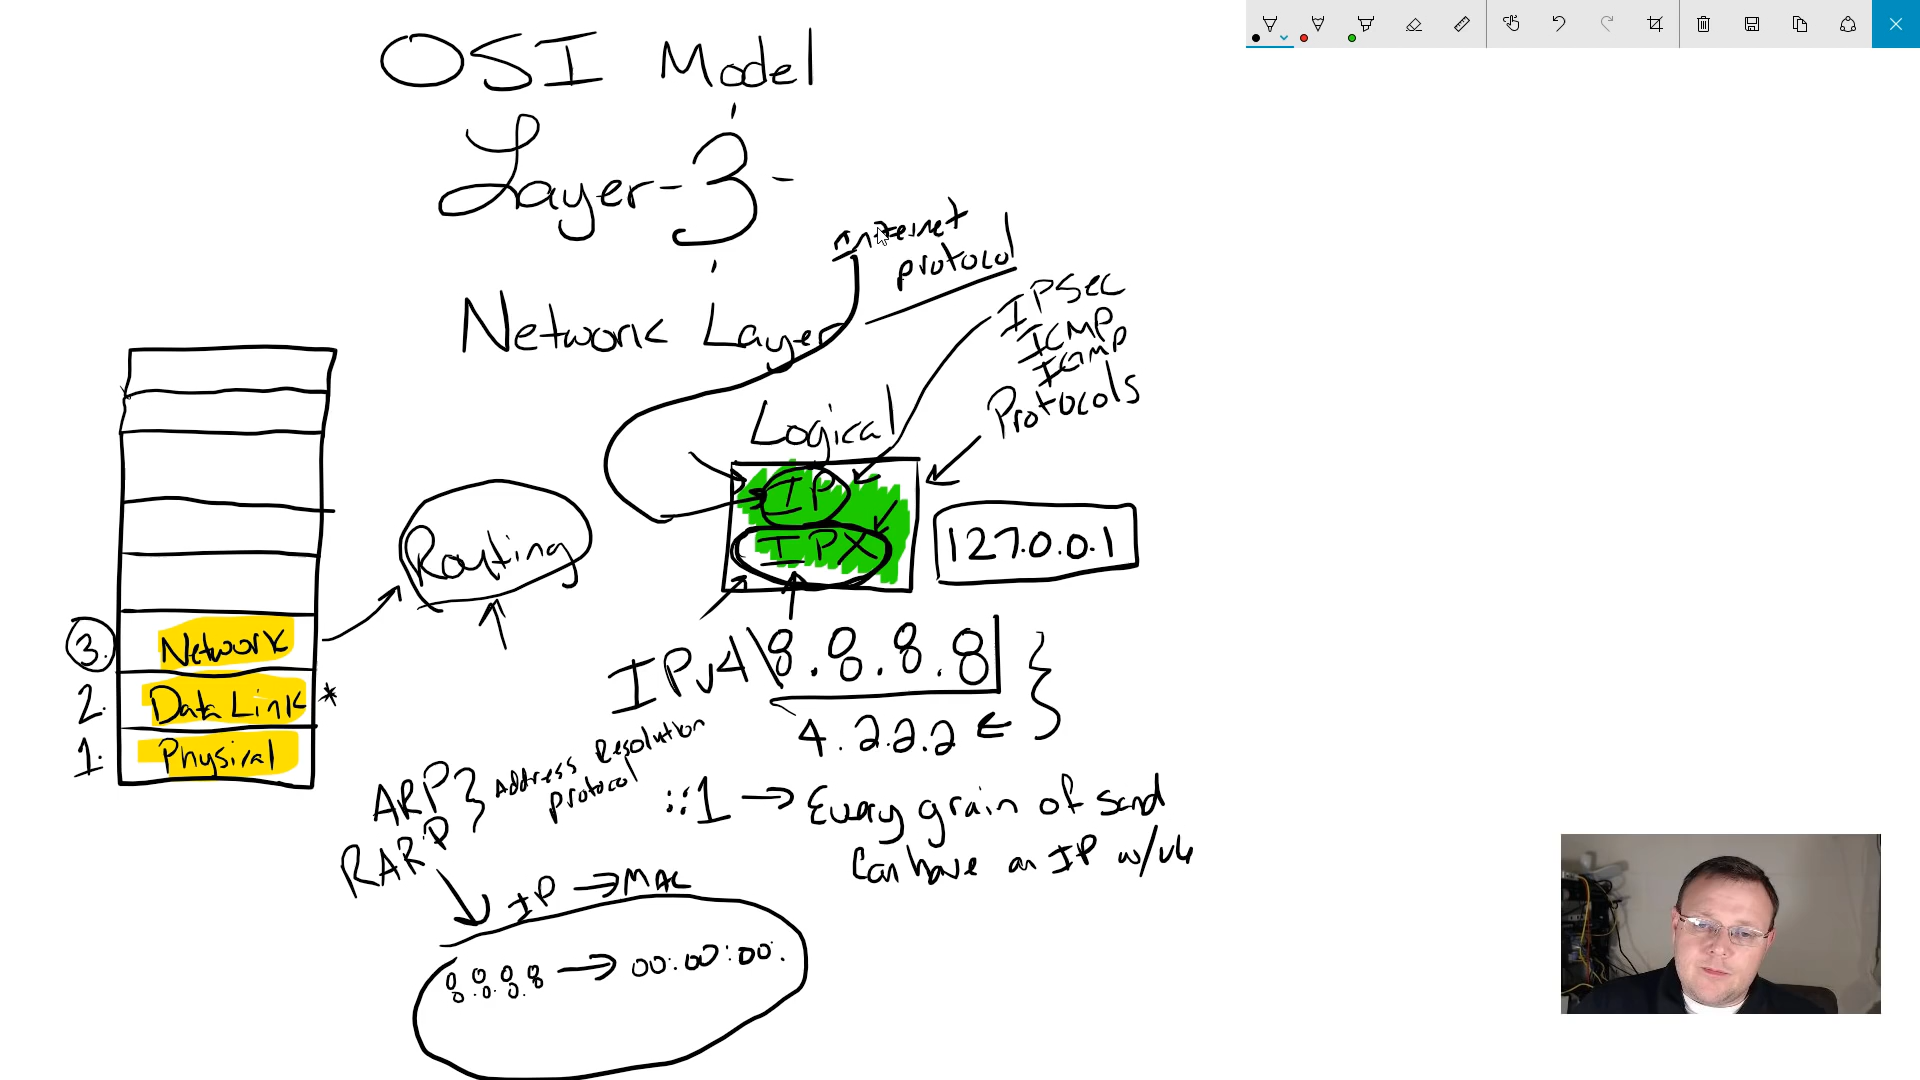 OSI Model
Layer-3-
Internet
protocol
Network Layer
IPSec
ICMP
IGMP
Protocols
Logical
IP
IPX
127.0.0.1
Routing
3. Network
2. Data Link *
1. Physical
IPv4\8.8.8.8
4.2.2.2
ARP} Address Resolution
protocol
RARP
::1 → Every grain of sand
Can have an IP w/v6
IP → MAC
8.8.8.8 → 00:00:00: